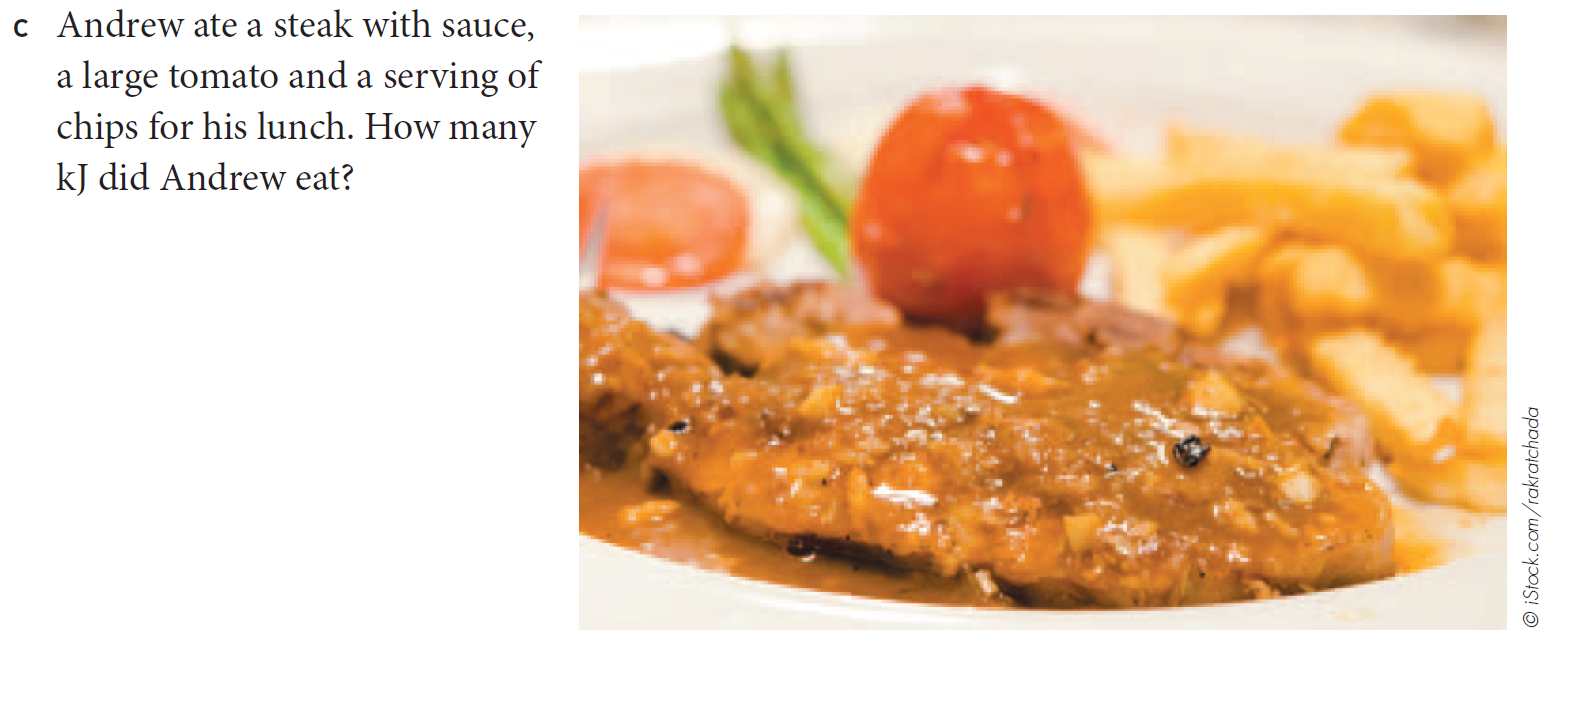 c Andrew ate a steak with sauce,
a large tomato and a serving of
chips for his lunch. How many
kJ did Andrew eat?
© iStock.com/rakratchada